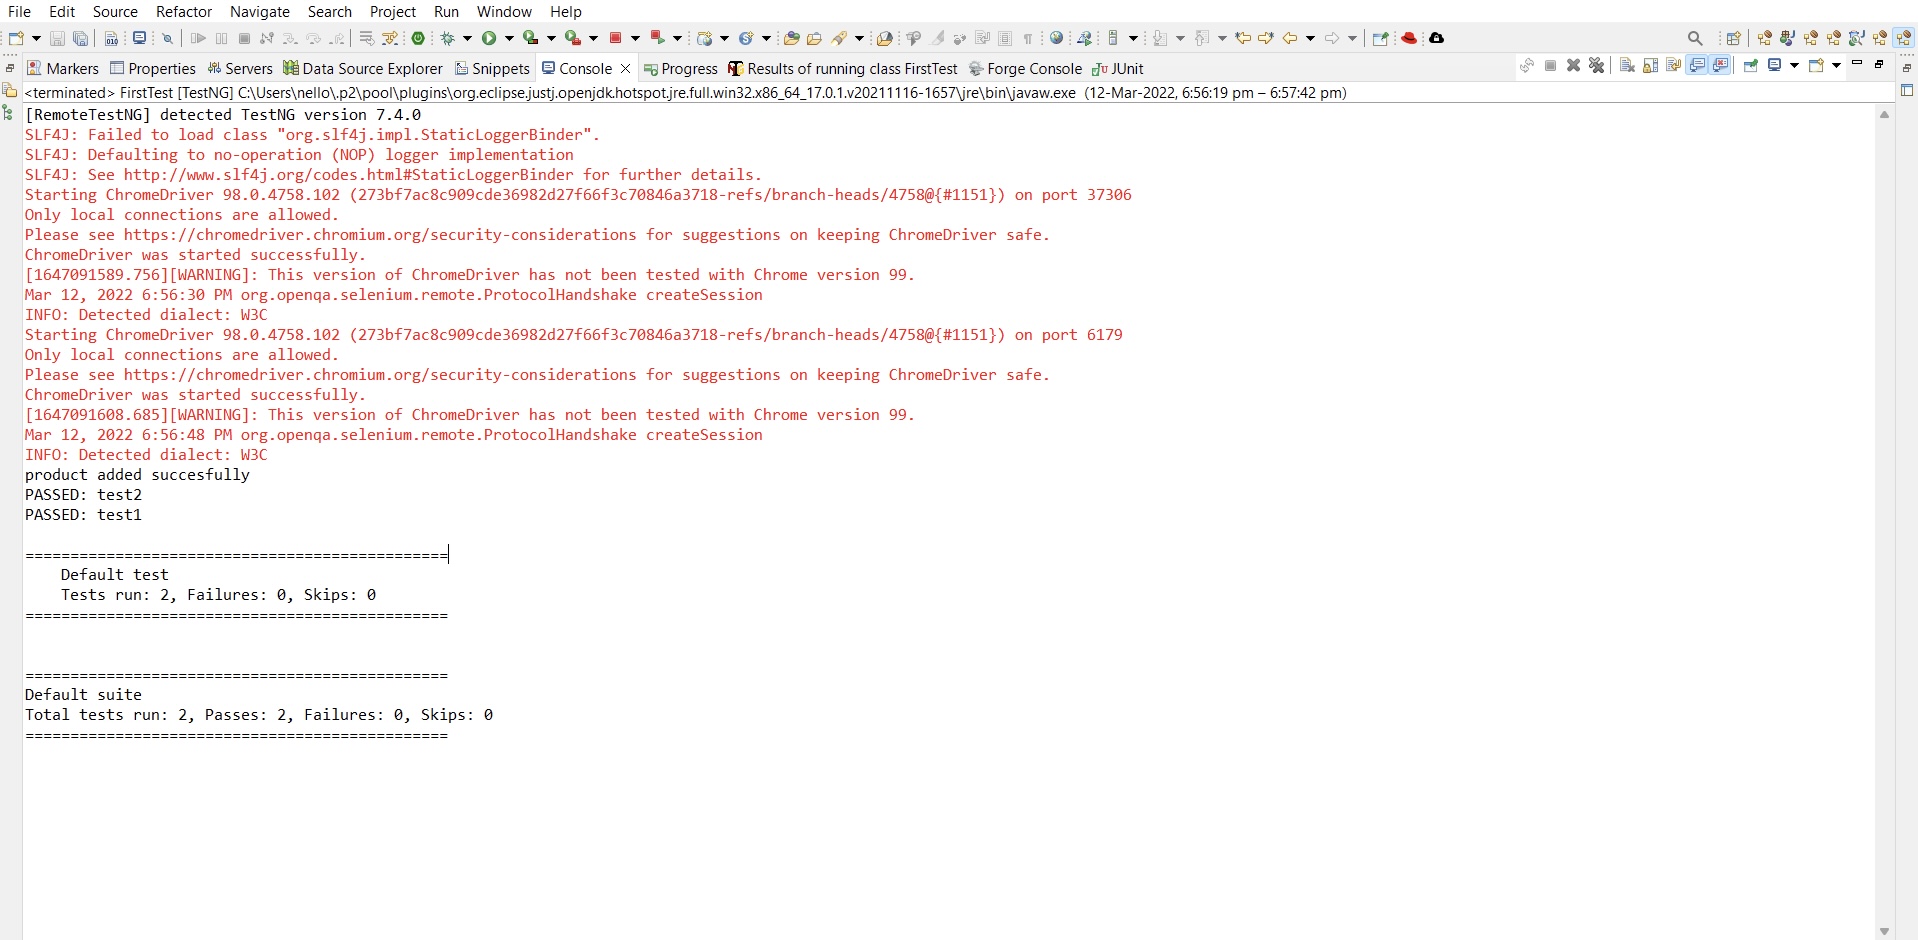 File Edit Source Refactor Navigate Search Project Run Window Help
Markers Properties Servers Data Source Explorer Snippets Console Progress Results of running class FirstTest Forge Console JUnit
<terminated> FirstTest [TestNG] C:\Users\nello\.p2\pool\plugins\org.eclipse.justj.openjdk.hotspot.jre.full.win32.x86_64_17.0.1.v20211116-1657\jre\bin\javaw.exe (12-Mar-2022, 6:56:19 pm – 6:57:42 pm)
[RemoteTestNG] detected TestNG version 7.4.0
SLF4J: Failed to load class "org.slf4j.impl.StaticLoggerBinder".
SLF4J: Defaulting to no-operation (NOP) logger implementation
SLF4J: See http://www.slf4j.org/codes.html#StaticLoggerBinder for further details.
Starting ChromeDriver 98.0.4758.102 (273bf7ac8c909cde36982d27f66f3c70846a3718-refs/branch-heads/4758@{#1151}) on port 37306
Only local connections are allowed.
Please see https://chromedriver.chromium.org/security-considerations for suggestions on keeping ChromeDriver safe.
ChromeDriver was started successfully.
[1647091589.756][WARNING]: This version of ChromeDriver has not been tested with Chrome version 99.
Mar 12, 2022 6:56:30 PM org.openqa.selenium.remote.ProtocolHandshake createSession
INFO: Detected dialect: W3C
Starting ChromeDriver 98.0.4758.102 (273bf7ac8c909cde36982d27f66f3c70846a3718-refs/branch-heads/4758@{#1151}) on port 6179
Only local connections are allowed.
Please see https://chromedriver.chromium.org/security-considerations for suggestions on keeping ChromeDriver safe.
ChromeDriver was started successfully.
[1647091608.685][WARNING]: This version of ChromeDriver has not been tested with Chrome version 99.
Mar 12, 2022 6:56:48 PM org.openqa.selenium.remote.ProtocolHandshake createSession
INFO: Detected dialect: W3C
product added succesfully
PASSED: test2
PASSED: test1
===============================================
Default test
Tests run: 2, Failures: 0, Skips: 0
===============================================
===============================================
Default suite
Total tests run: 2, Passes: 2, Failures: 0, Skips: 0
===============================================